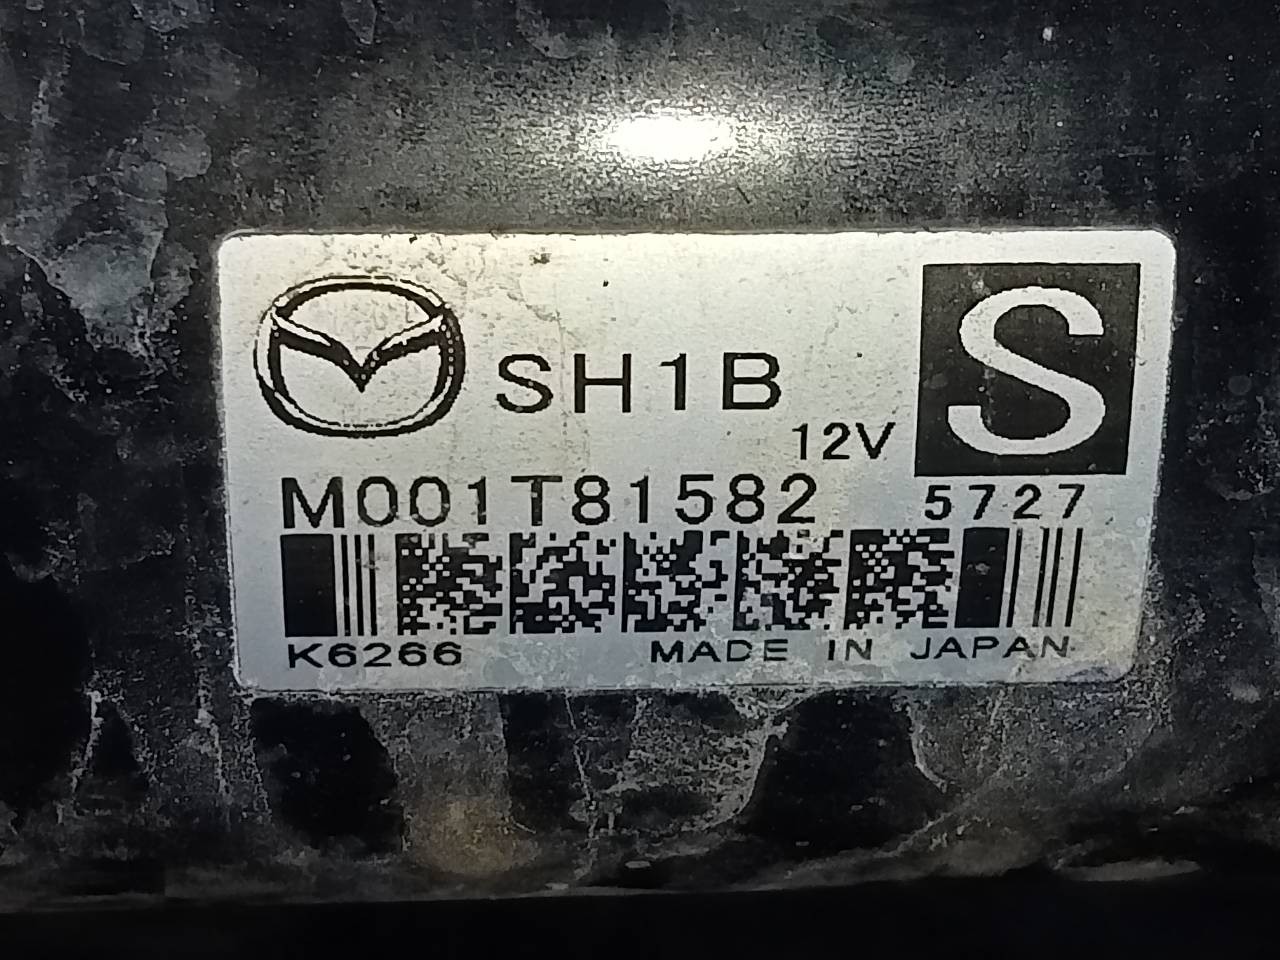 SH1B
S
12V
M001T81582
5727
K6266
MADE IN JAPAN